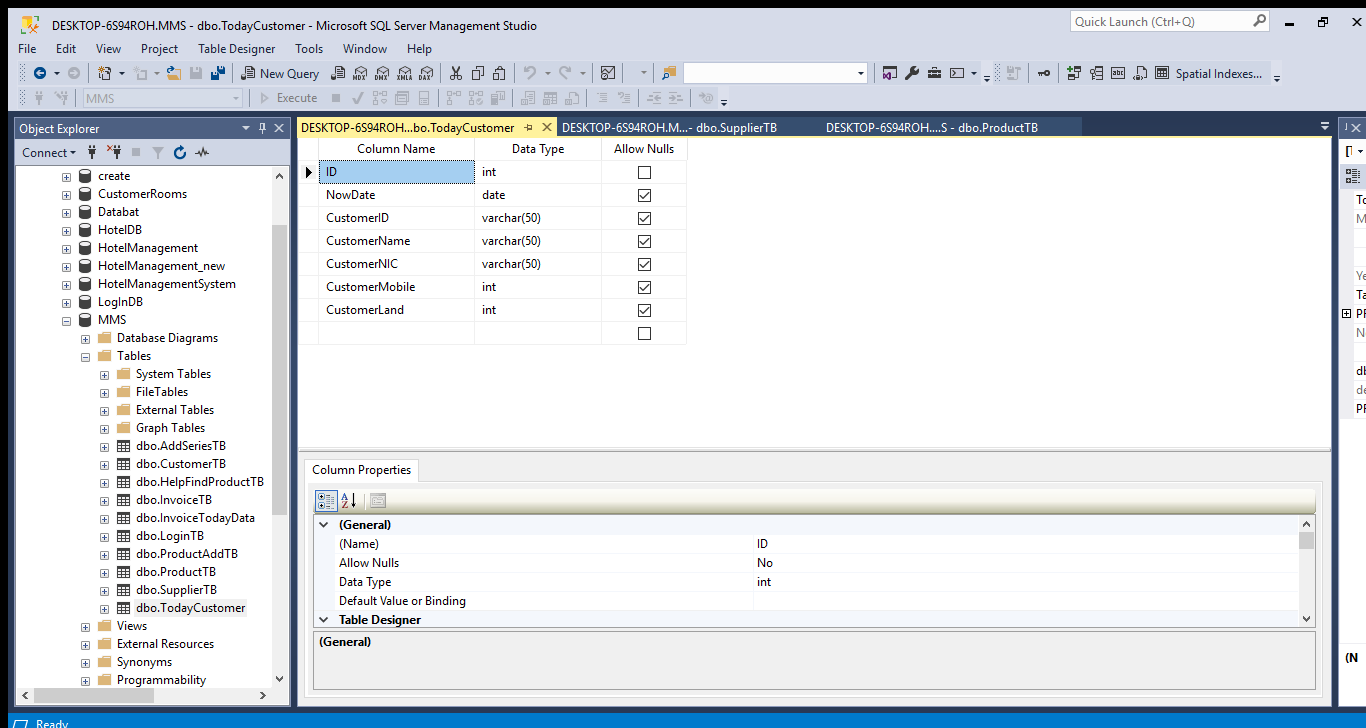 DESKTOP-6S94ROH.MMS - dbo.TodayCustomer - Microsoft SQL Server Management Studio
Quick Launch (Ctrl+Q)
File Edit View Project Table Designer Tools Window Help
New Query MDX DMX XMLA DAX Spatial Indexes...
MMS Execute
Object Explorer
DESKTOP-6S94ROH...bo.TodayCustomer DESKTOP-6S94ROH.M...- dbo.SupplierTB DESKTOP-6S94ROH....S - dbo.ProductTB
Connect
create
CustomerRooms
Databat
HotelDB
HotelManagement
HotelManagement_new
HotelManagementSystem
LogInDB
MMS
Database Diagrams
Tables
System Tables
FileTables
External Tables
Graph Tables
dbo.AddSeriesTB
dbo.CustomerTB
dbo.HelpFindProductTB
dbo.InvoiceTB
dbo.InvoiceTodayData
dbo.LoginTB
dbo.ProductAddTB
dbo.ProductTB
dbo.SupplierTB
dbo.TodayCustomer
Views
External Resources
Synonyms
Programmability
Column Name Data Type Allow Nulls
ID int
NowDate date
CustomerID varchar(50)
CustomerName varchar(50)
CustomerNIC varchar(50)
CustomerMobile int
CustomerLand int
Column Properties
(General)
(Name) ID
Allow Nulls No
Data Type int
Default Value or Binding
Table Designer
(General)
Ready